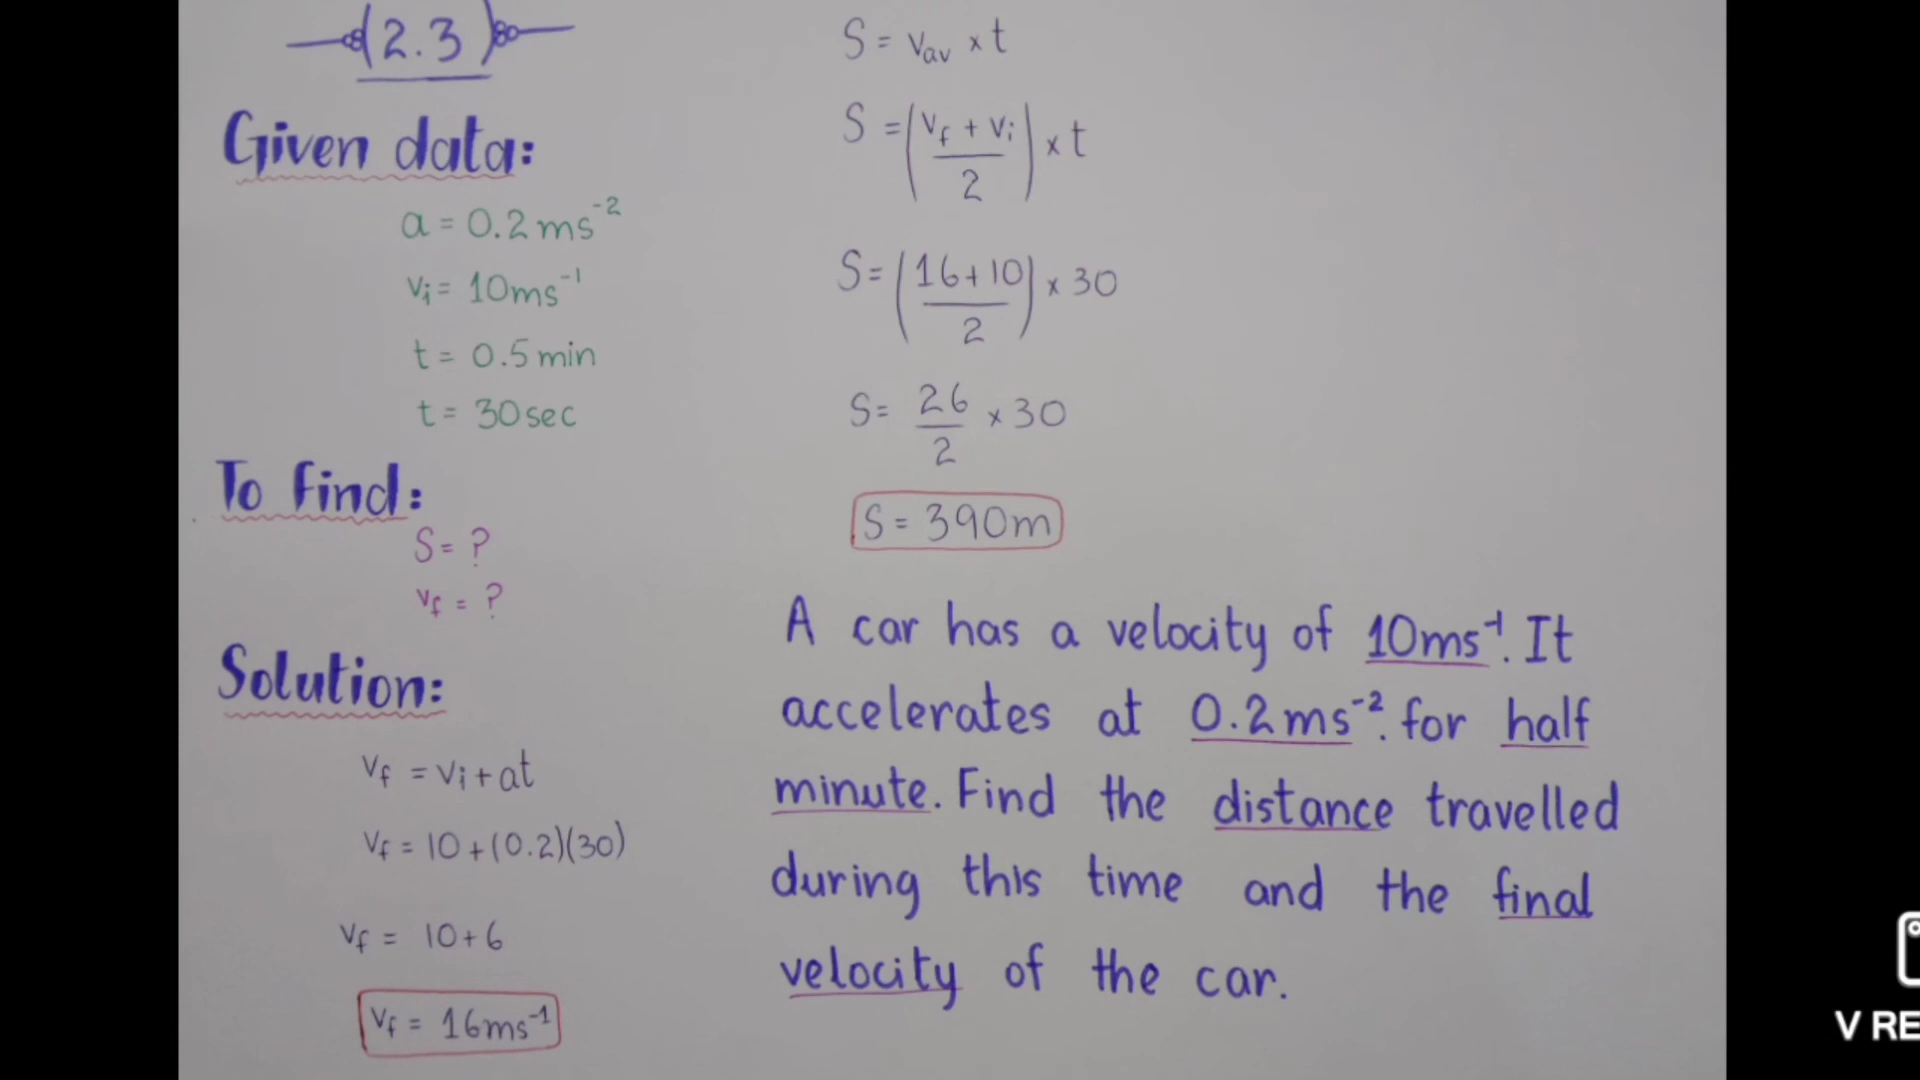 (2.3)
Given data:
a = 0.2 ms⁻²
vᵢ = 10ms⁻¹
t = 0.5 min
t = 30sec
To find:
S = ?
v_f = ?
Solution:
v_f = vᵢ + at
v_f = 10 + (0.2)(30)
v_f = 10 + 6
v_f = 16ms⁻¹
S = v_av × t
S = (v_f + vᵢ / 2) × t
S = (16 + 10 / 2) × 30
S = 26 / 2 × 30
S = 390m
A car has a velocity of 10ms⁻¹. It
accelerates at 0.2ms⁻². for half
minute. Find the distance travelled
during this time and the final
velocity of the car.
V RE